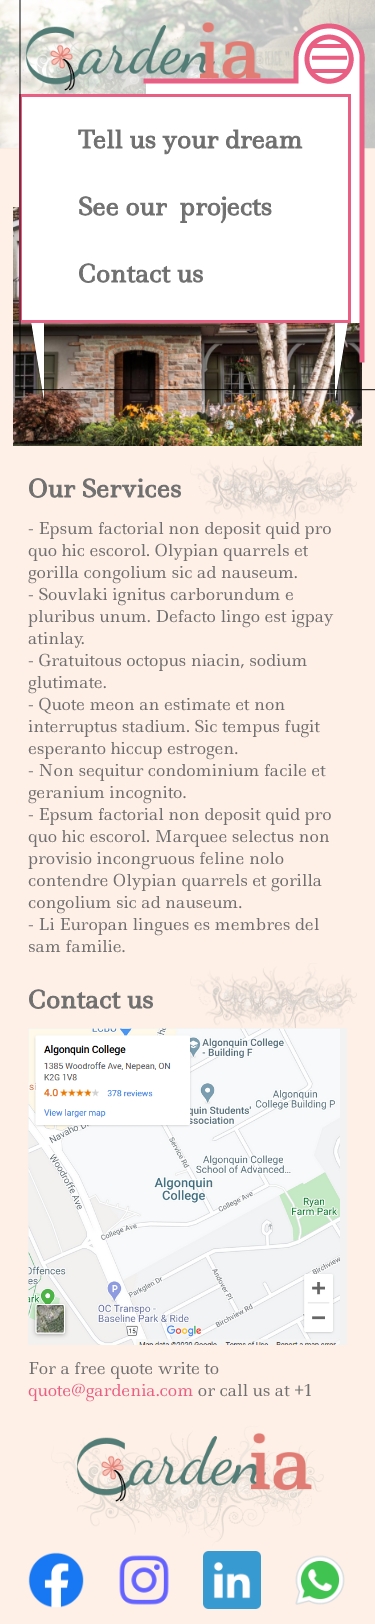 Gardenia
Tell us your dream
See our projects
Contact us
Our Services
- Epsum factorial non deposit quid pro
quo hic escorol. Olypian quarrels et
gorilla congolium sic ad nauseum.
- Souvlaki ignitus carborundum e
pluribus unum. Defacto lingo est igpay
atinlay.
- Gratuitous octopus niacin, sodium
glutimate.
- Quote meon an estimate et non
interruptus stadium. Sic tempus fugit
esperanto hiccup estrogen.
- Non sequitur condominium facile et
geranium incognito.
- Epsum factorial non deposit quid pro
quo hic escorol. Marquee selectus non
provisio incongruous feline nolo
contendre Olypian quarrels et gorilla
congolium sic ad nauseum.
- Li Europan lingues es membres del
sam familie.
Contact us
LCBO
Algonquin College
1385 Woodroffe Ave, Nepean, ON
K2G 1V8
4.0 378 reviews
View larger map
Algonquin College
- Building F
Algonquin
College Building P
quin Students'
ssociation
Navaho D
Woodroffe Ave
Service Rd
Algonquin College
School of Advanced...
Algonquin
College
College Ave
College Ave
Ryan
Farm Park
Offences
rk
Parkglen Dr
Andover Pl
Birchview
Birchview Rd
OC Transpo -
Baseline Park & Ride
15
Google
Map data ©2020 Google Terms of Use Report a map error
For a free quote write to
quote@gardenia.com or call us at +1
Gardenia
in